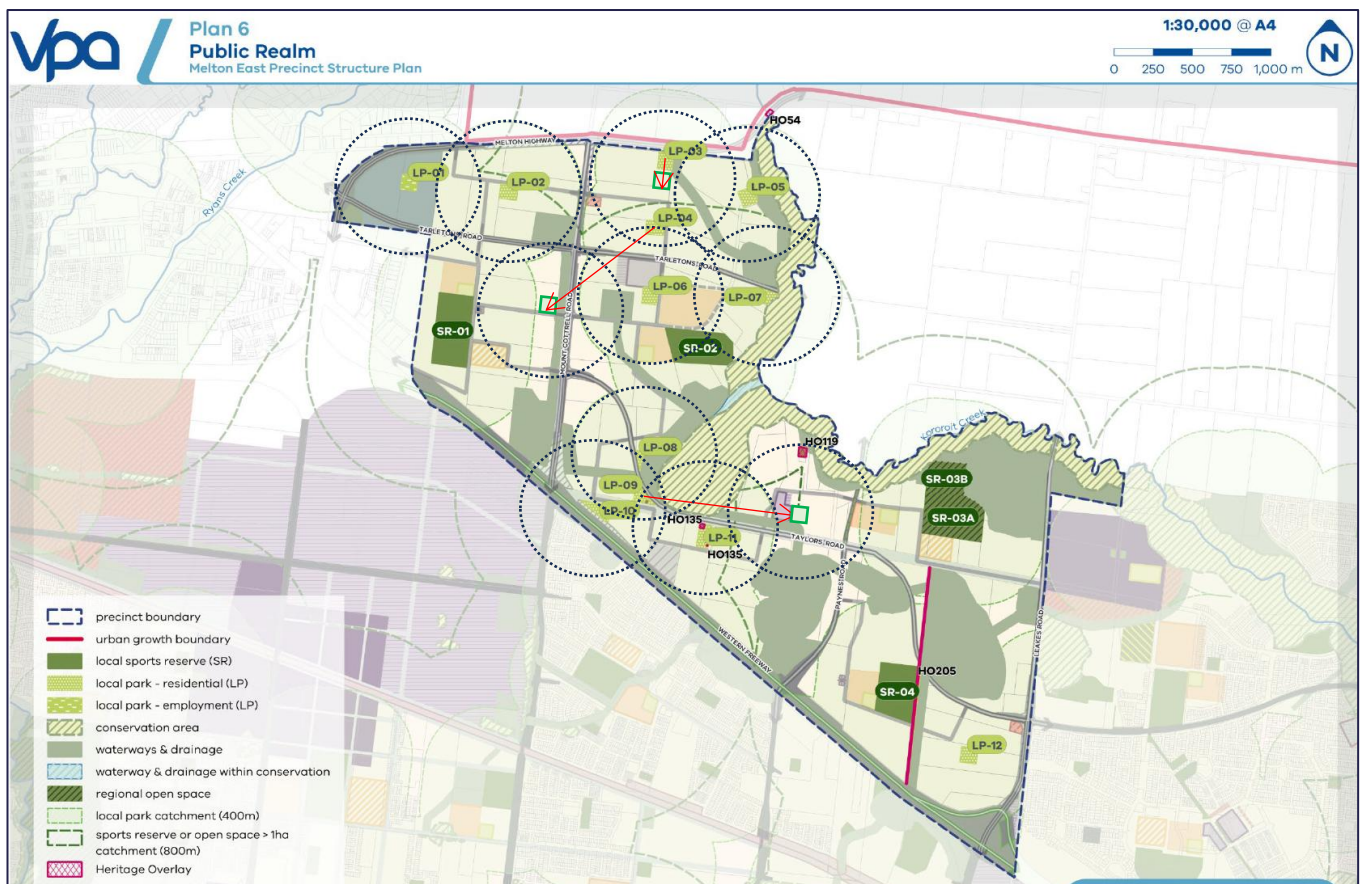 vpa
Plan 6
Public Realm
Melton East Precinct Structure Plan
1:30,000 @ A4
0 250 500 750 1,000 m
N
HO54
MELTON HIGHWAY
LP-03
LP-01
LP-02
LP-05
Ryans Creek
LP-04
TARLETONS ROAD
TARLETONS ROAD
LP-06
LP-07
MOUNT COTTRELL ROAD
SR-01
SR-02
Kororoit Creek
HO119
LP-08
SR-03B
LP-09
LP-10
SR-03A
HO135
LP-11
TAYLORS ROAD
HO135
PAYNES ROAD
LEAKES ROAD
WESTERN FREEWAY
HO205
SR-04
LP-12
precinct boundary
urban growth boundary
local sports reserve (SR)
local park - residential (LP)
local park - employment (LP)
conservation area
waterways & drainage
waterway & drainage within conservation
regional open space
local park catchment (400m)
sports reserve or open space > 1ha
catchment (800m)
Heritage Overlay